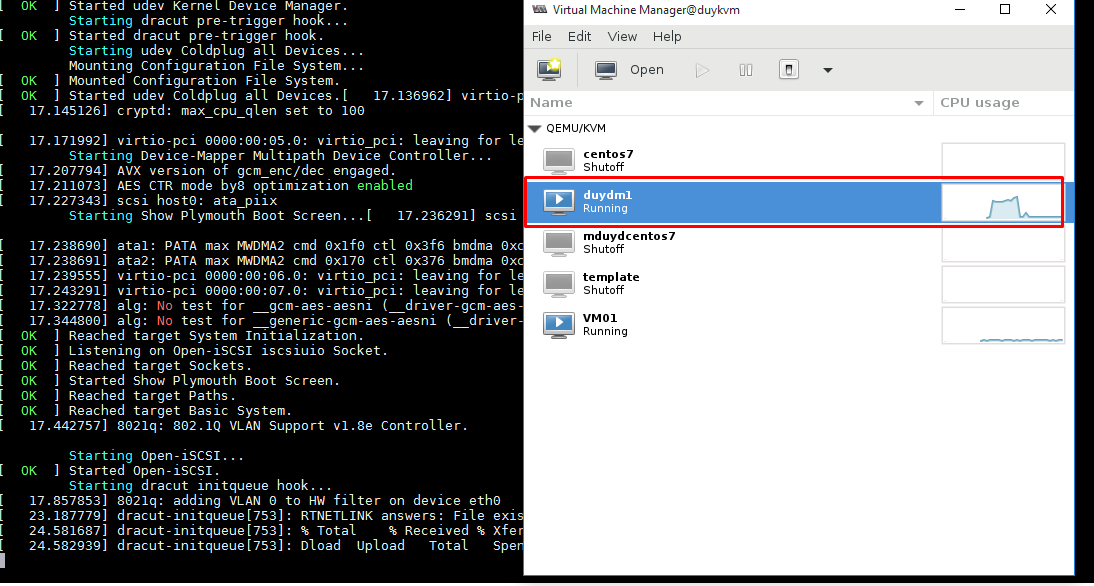 [  OK  ] Started udev Kernel Device Manager.
Starting dracut pre-trigger hook...
[  OK  ] Started dracut pre-trigger hook.
Starting udev Coldplug all Devices...
Mounting Configuration File System...
[  OK  ] Mounted Configuration File System.
[  OK  ] Started udev Coldplug all Devices.[   17.136962] virtio-p
[   17.145126] cryptd: max_cpu_qlen set to 100
[   17.171992] virtio-pci 0000:00:05.0: virtio_pci: leaving for le
Starting Device-Mapper Multipath Device Controller...
[   17.207794] AVX version of gcm_enc/dec engaged.
[   17.211073] AES CTR mode by8 optimization enabled
[   17.227343] scsi host0: ata_piix
Starting Show Plymouth Boot Screen...[   17.236291] scsi
[   17.238690] ata1: PATA max MWDMA2 cmd 0x1f0 ctl 0x3f6 bmdma 0xc
[   17.238691] ata2: PATA max MWDMA2 cmd 0x170 ctl 0x376 bmdma 0xc
[   17.239555] virtio-pci 0000:00:06.0: virtio_pci: leaving for le
[   17.243291] virtio-pci 0000:00:07.0: virtio_pci: leaving for le
[   17.322778] alg: No test for __gcm-aes-aesni (__driver-gcm-aes-
[   17.344800] alg: No test for __generic-gcm-aes-aesni (__driver-
[  OK  ] Reached target System Initialization.
[  OK  ] Listening on Open-iSCSI iscsiuio Socket.
[  OK  ] Reached target Sockets.
[  OK  ] Started Show Plymouth Boot Screen.
[  OK  ] Reached target Paths.
[  OK  ] Reached target Basic System.
[   17.442757] 8021q: 802.1Q VLAN Support v1.8e Controller.
Starting Open-iSCSI...
[  OK  ] Started Open-iSCSI.
Starting dracut initqueue hook...
[   17.857853] 8021q: adding VLAN 0 to HW filter on device eth0
[   23.187779] dracut-initqueue[753]: RTNETLINK answers: File exis
[   24.581687] dracut-initqueue[753]: % Total    % Received % Xfer
[   24.582939] dracut-initqueue[753]: Dload  Upload   Total   Spen
Virtual Machine Manager@duykvm
File Edit View Help
Open
Name CPU usage
QEMU/KVM
centos7
Shutoff
duydm1
Running
mduydcentos7
Shutoff
template
Shutoff
VM01
Running